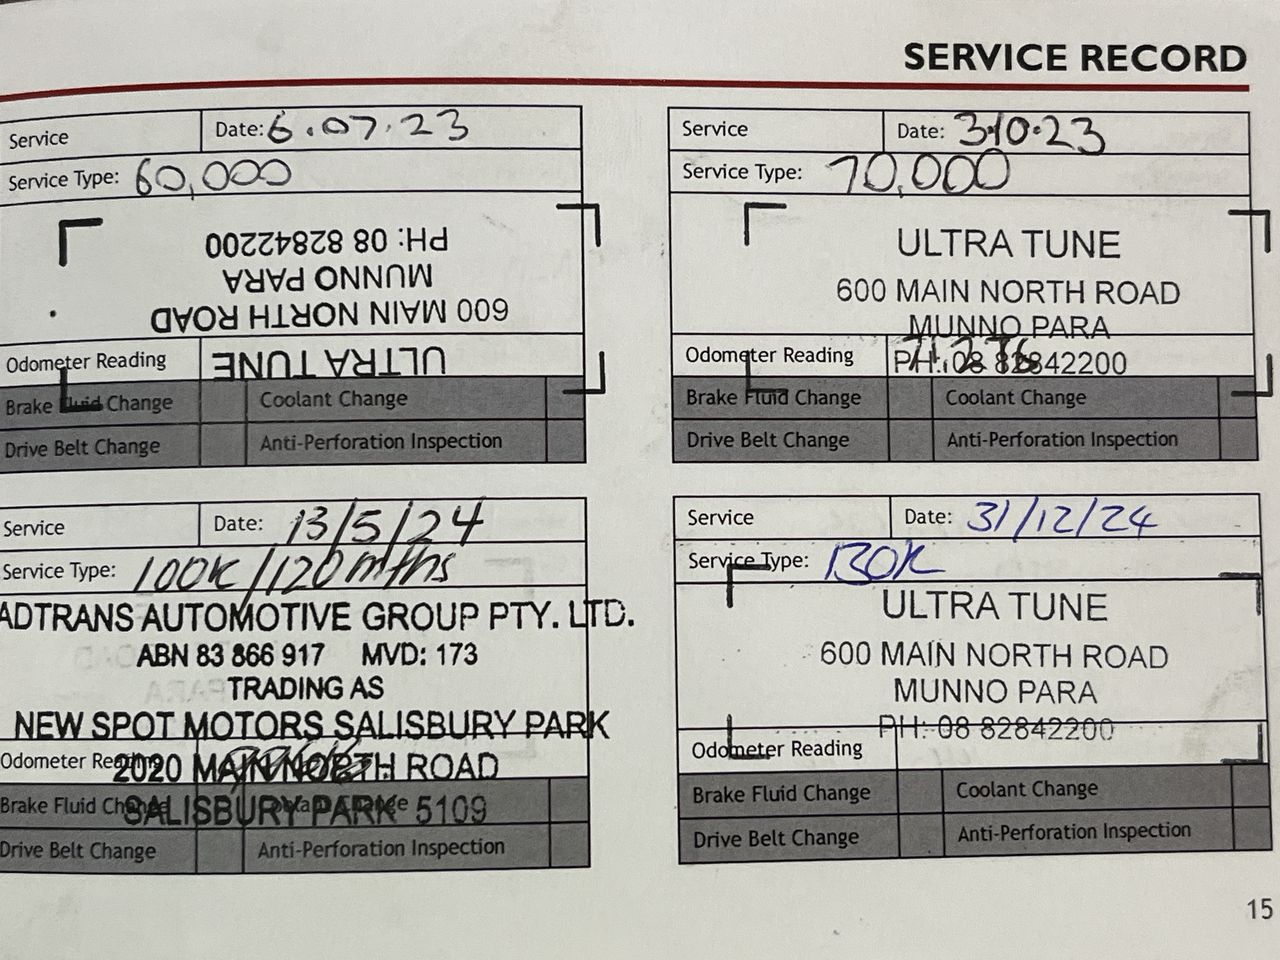 SERVICE RECORD
Service Date: 6.07.23
Service Type: 60,000
ULTRA TUNE
600 MAIN NORTH ROAD
MUNNO PARA
PH: 08 82842200
Odometer Reading
Brake Fluid Change Coolant Change
Drive Belt Change Anti-Perforation Inspection
Service Date: 3.10.23
Service Type: 70,000
ULTRA TUNE
600 MAIN NORTH ROAD
MUNNO PARA
PH: 08 82842200
Odometer Reading
Brake Fluid Change Coolant Change
Drive Belt Change Anti-Perforation Inspection
Service Date: 13/5/24
Service Type: 100K/120mths
ADTRANS AUTOMOTIVE GROUP PTY. LTD.
ABN 83 866 917 MVD: 173
TRADING AS
NEW SPOT MOTORS SALISBURY PARK
2020 MAIN NORTH ROAD
SALISBURY PARK 5109
Odometer Reading
Brake Fluid Change
Drive Belt Change Anti-Perforation Inspection
Service Date: 31/12/24
Service Type: 130K
ULTRA TUNE
600 MAIN NORTH ROAD
MUNNO PARA
PH: 08 82842200
Odometer Reading
Brake Fluid Change Coolant Change
Drive Belt Change Anti-Perforation Inspection
15